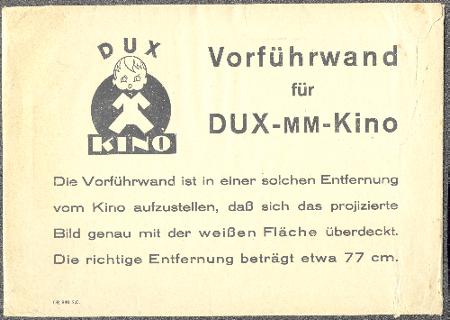 DUX
KINO
Vorführwand
für
DUX-MM-Kino
Die Vorführwand ist in einer solchen Entfernung
vom Kino aufzustellen, daß sich das projizierte
Bild genau mit der weißen Fläche überdeckt.
Die richtige Entfernung beträgt etwa 77 cm.